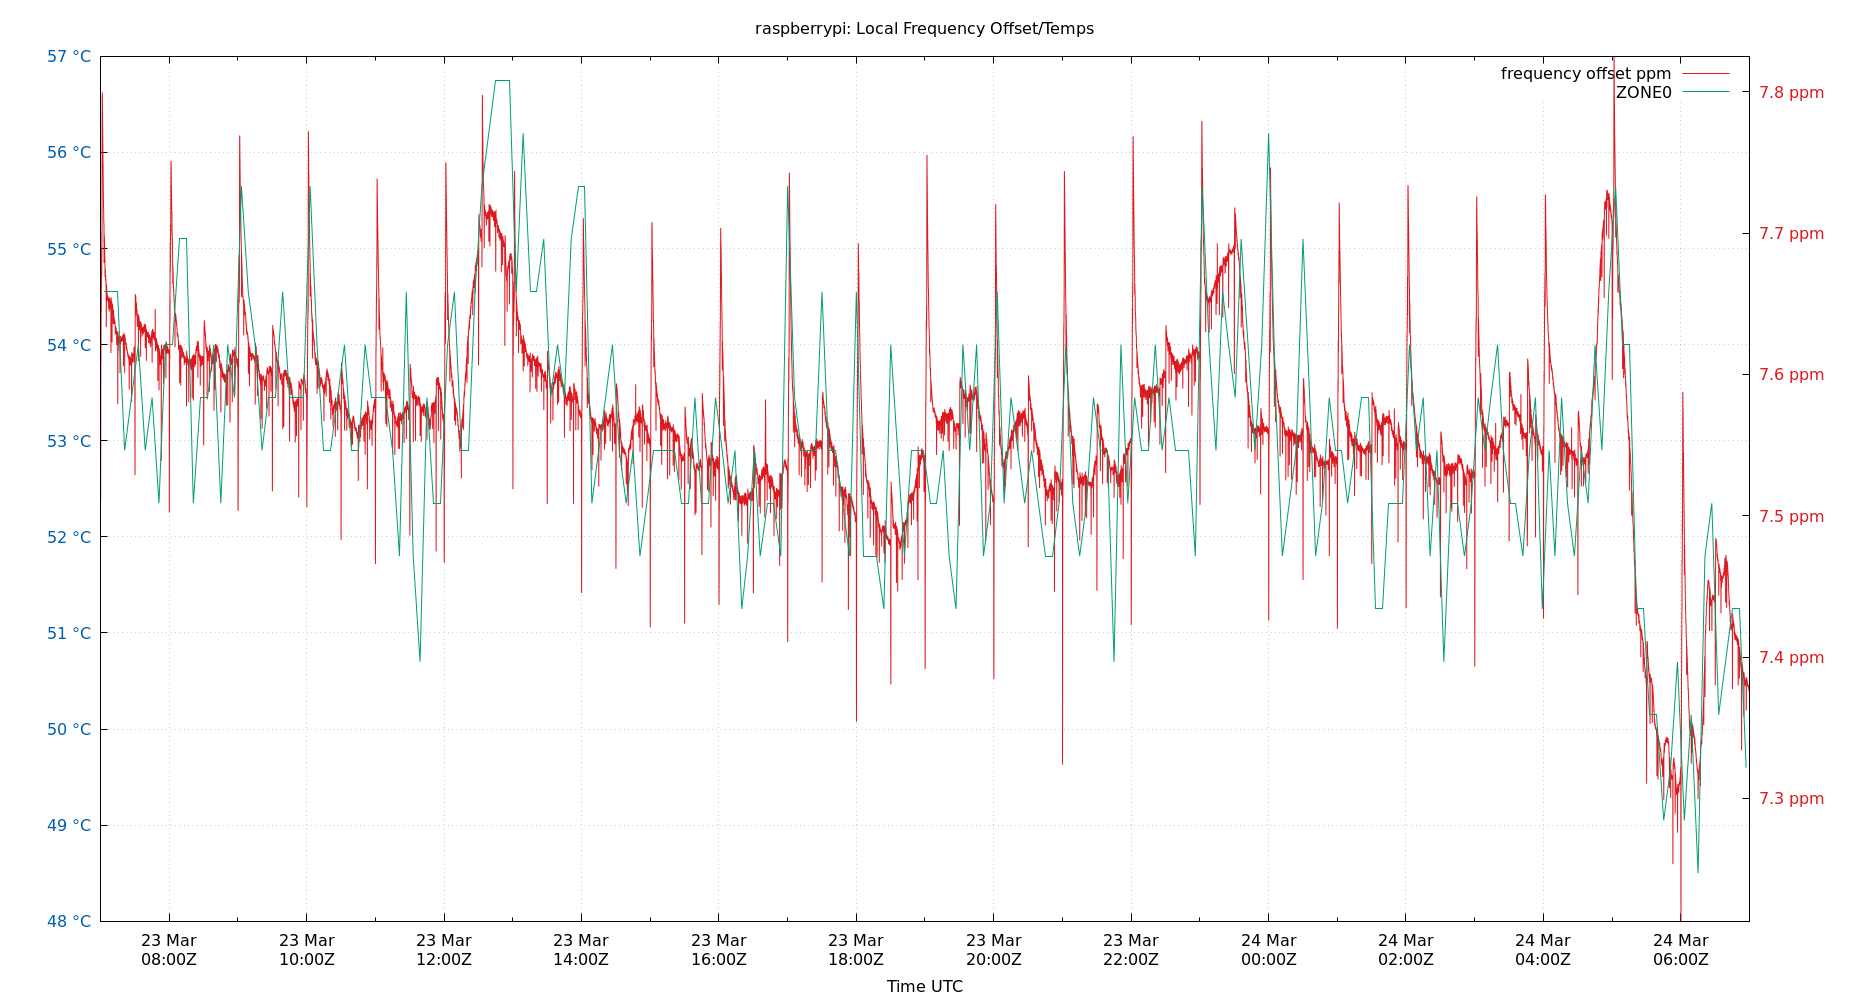 raspberrypi: Local Frequency Offset/Temps
frequency offset ppm
ZONE0
57 °C
56 °C
55 °C
54 °C
53 °C
52 °C
51 °C
50 °C
49 °C
48 °C
7.8 ppm
7.7 ppm
7.6 ppm
7.5 ppm
7.4 ppm
7.3 ppm
23 Mar
08:00Z
23 Mar
10:00Z
23 Mar
12:00Z
23 Mar
14:00Z
23 Mar
16:00Z
23 Mar
18:00Z
23 Mar
20:00Z
23 Mar
22:00Z
24 Mar
00:00Z
24 Mar
02:00Z
24 Mar
04:00Z
24 Mar
06:00Z
Time UTC